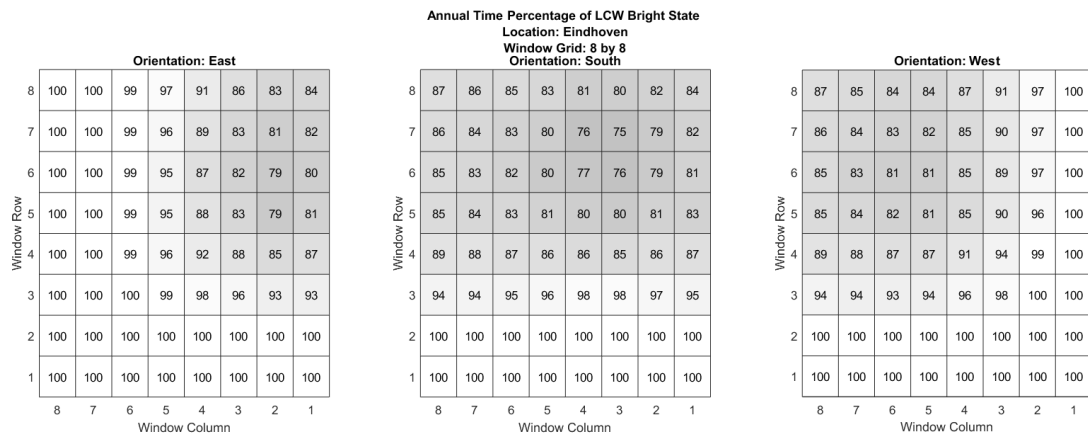 Annual Time Percentage of LCW Bright State
Location: Eindhoven
Window Grid: 8 by 8
Orientation: East
8 100 100 99 97 91 86 83 84
7 100 100 99 96 89 83 81 82
6 100 100 99 95 87 82 79 80
5 100 100 99 95 88 83 79 81
4 100 100 99 96 92 88 85 87
3 100 100 100 99 98 96 93 93
2 100 100 100 100 100 100 100 100
1 100 100 100 100 100 100 100 100
8 7 6 5 4 3 2 1
Window Row
Window Column
Orientation: South
8 87 86 85 83 81 80 82 84
7 86 84 83 80 76 75 79 82
6 85 83 82 80 77 76 79 81
5 85 84 83 81 80 80 81 83
4 89 88 87 86 86 85 86 87
3 94 94 95 96 98 98 97 95
2 100 100 100 100 100 100 100 100
1 100 100 100 100 100 100 100 100
8 7 6 5 4 3 2 1
Window Row
Window Column
Orientation: West
8 87 85 84 84 87 91 97 100
7 86 84 83 82 85 90 97 100
6 85 83 81 81 85 89 97 100
5 85 84 82 81 85 90 96 100
4 89 88 87 87 91 94 99 100
3 94 94 93 94 96 98 100 100
2 100 100 100 100 100 100 100 100
1 100 100 100 100 100 100 100 100
8 7 6 5 4 3 2 1
Window Row
Window Column